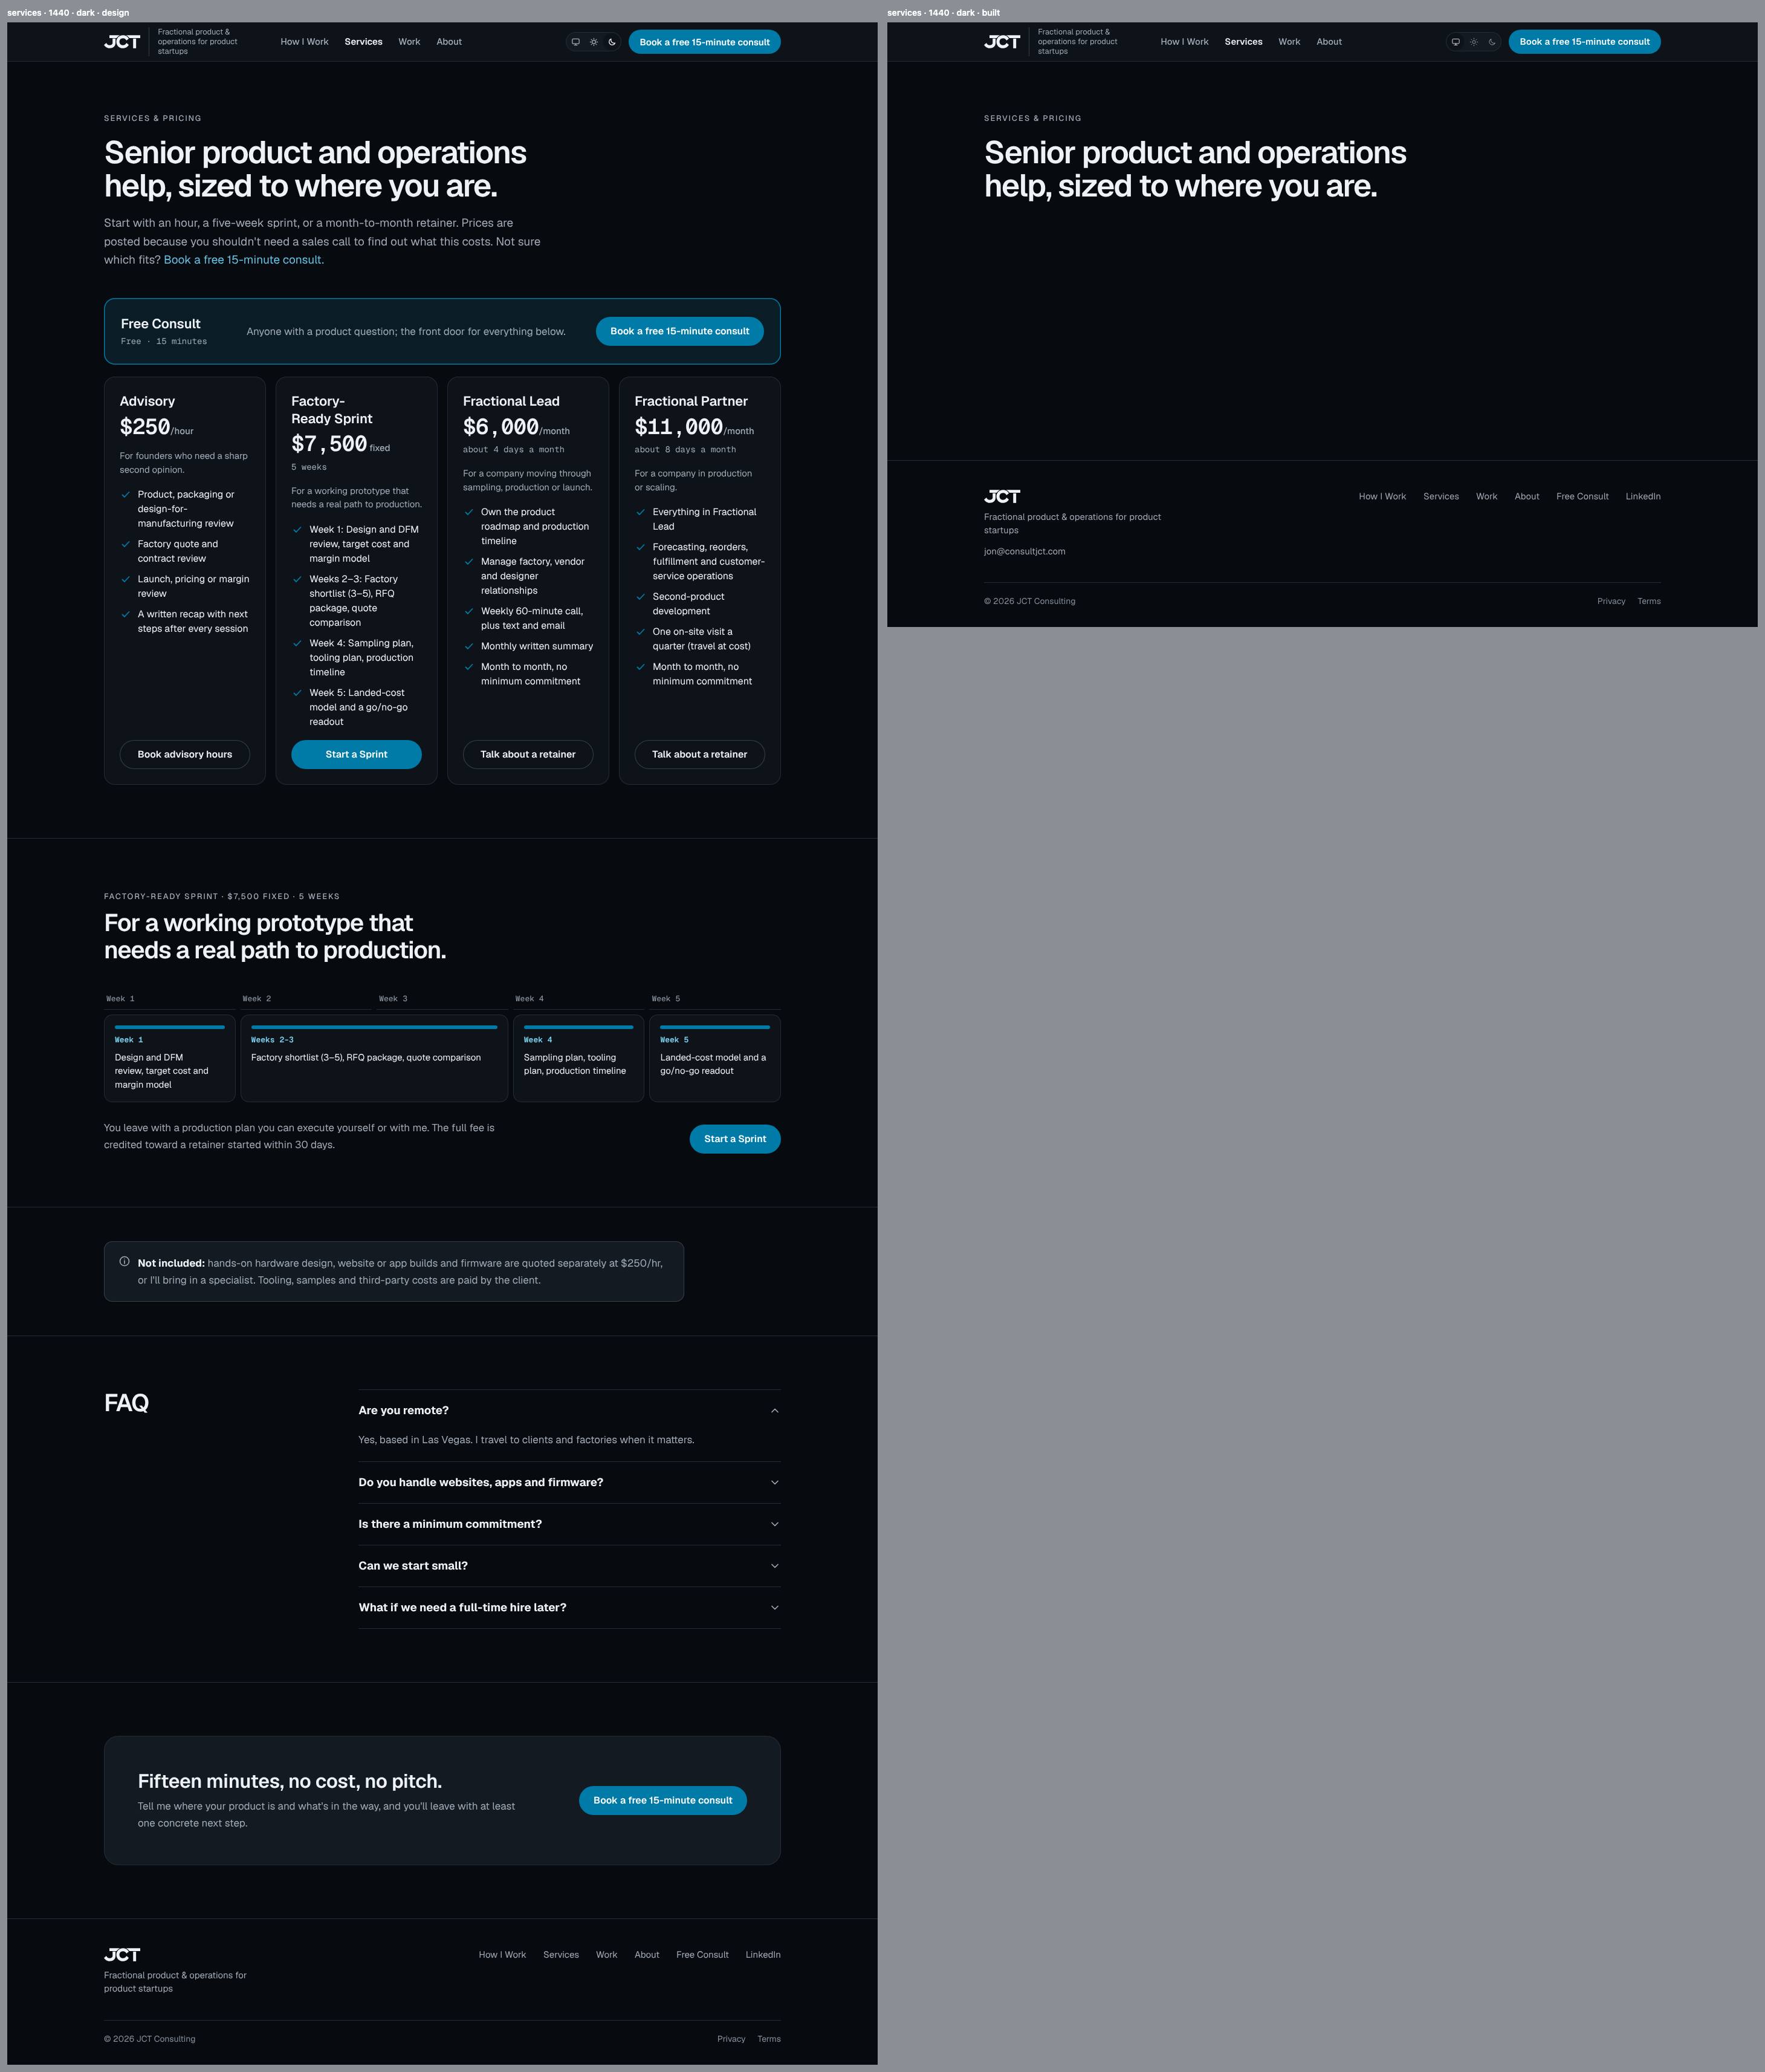 services · 1440 · dark · design
JCT
Fractional product &
operations for product
startups
How I Work
Services
Work
About
Book a free 15-minute consult
SERVICES & PRICING
Senior product and operations
help, sized to where you are.
Start with an hour, a five-week sprint, or a month-to-month retainer. Prices are
posted because you shouldn't need a sales call to find out what this costs. Not sure
which fits? Book a free 15-minute consult.
Free Consult
Free · 15 minutes
Anyone with a product question; the front door for everything below.
Book a free 15-minute consult
Advisory
$250/hour
For founders who need a sharp
second opinion.
Product, packaging or
design-for-
manufacturing review
Factory quote and
contract review
Launch, pricing or margin
review
A written recap with next
steps after every session
Book advisory hours
Factory-
Ready Sprint
$7,500 fixed
5 weeks
For a working prototype that
needs a real path to production.
Week 1: Design and DFM
review, target cost and
margin model
Weeks 2–3: Factory
shortlist (3–5), RFQ
package, quote
comparison
Week 4: Sampling plan,
tooling plan, production
timeline
Week 5: Landed-cost
model and a go/no-go
readout
Start a Sprint
Fractional Lead
$6,000/month
about 4 days a month
For a company moving through
sampling, production or launch.
Own the product
roadmap and production
timeline
Manage factory, vendor
and designer
relationships
Weekly 60-minute call,
plus text and email
Monthly written summary
Month to month, no
minimum commitment
Talk about a retainer
Fractional Partner
$11,000/month
about 8 days a month
For a company in production
or scaling.
Everything in Fractional
Lead
Forecasting, reorders,
fulfillment and customer-
service operations
Second-product
development
One on-site visit a
quarter (travel at cost)
Month to month, no
minimum commitment
Talk about a retainer
FACTORY-READY SPRINT · $7,500 FIXED · 5 WEEKS
For a working prototype that
needs a real path to production.
Week 1
Week 2
Week 3
Week 4
Week 5
Week 1
Design and DFM
review, target cost and
margin model
Weeks 2–3
Factory shortlist (3–5), RFQ package, quote comparison
Week 4
Sampling plan, tooling
plan, production timeline
Week 5
Landed-cost model and a
go/no-go readout
You leave with a production plan you can execute yourself or with me. The full fee is
credited toward a retainer started within 30 days.
Start a Sprint
Not included: hands-on hardware design, website or app builds and firmware are quoted separately at $250/hr,
or I'll bring in a specialist. Tooling, samples and third-party costs are paid by the client.
FAQ
Are you remote?
Yes, based in Las Vegas. I travel to clients and factories when it matters.
Do you handle websites, apps and firmware?
Is there a minimum commitment?
Can we start small?
What if we need a full-time hire later?
Fifteen minutes, no cost, no pitch.
Tell me where your product is and what's in the way, and you'll leave with at least
one concrete next step.
Book a free 15-minute consult
JCT
Fractional product & operations for
product startups
How I Work
Services
Work
About
Free Consult
LinkedIn
© 2026 JCT Consulting
Privacy
Terms
services · 1440 · dark · built
JCT
Fractional product &
operations for product
startups
How I Work
Services
Work
About
Book a free 15-minute consult
SERVICES & PRICING
Senior product and operations
help, sized to where you are.
JCT
Fractional product & operations for product
startups
jon@consultjct.com
How I Work
Services
Work
About
Free Consult
LinkedIn
© 2026 JCT Consulting
Privacy
Terms